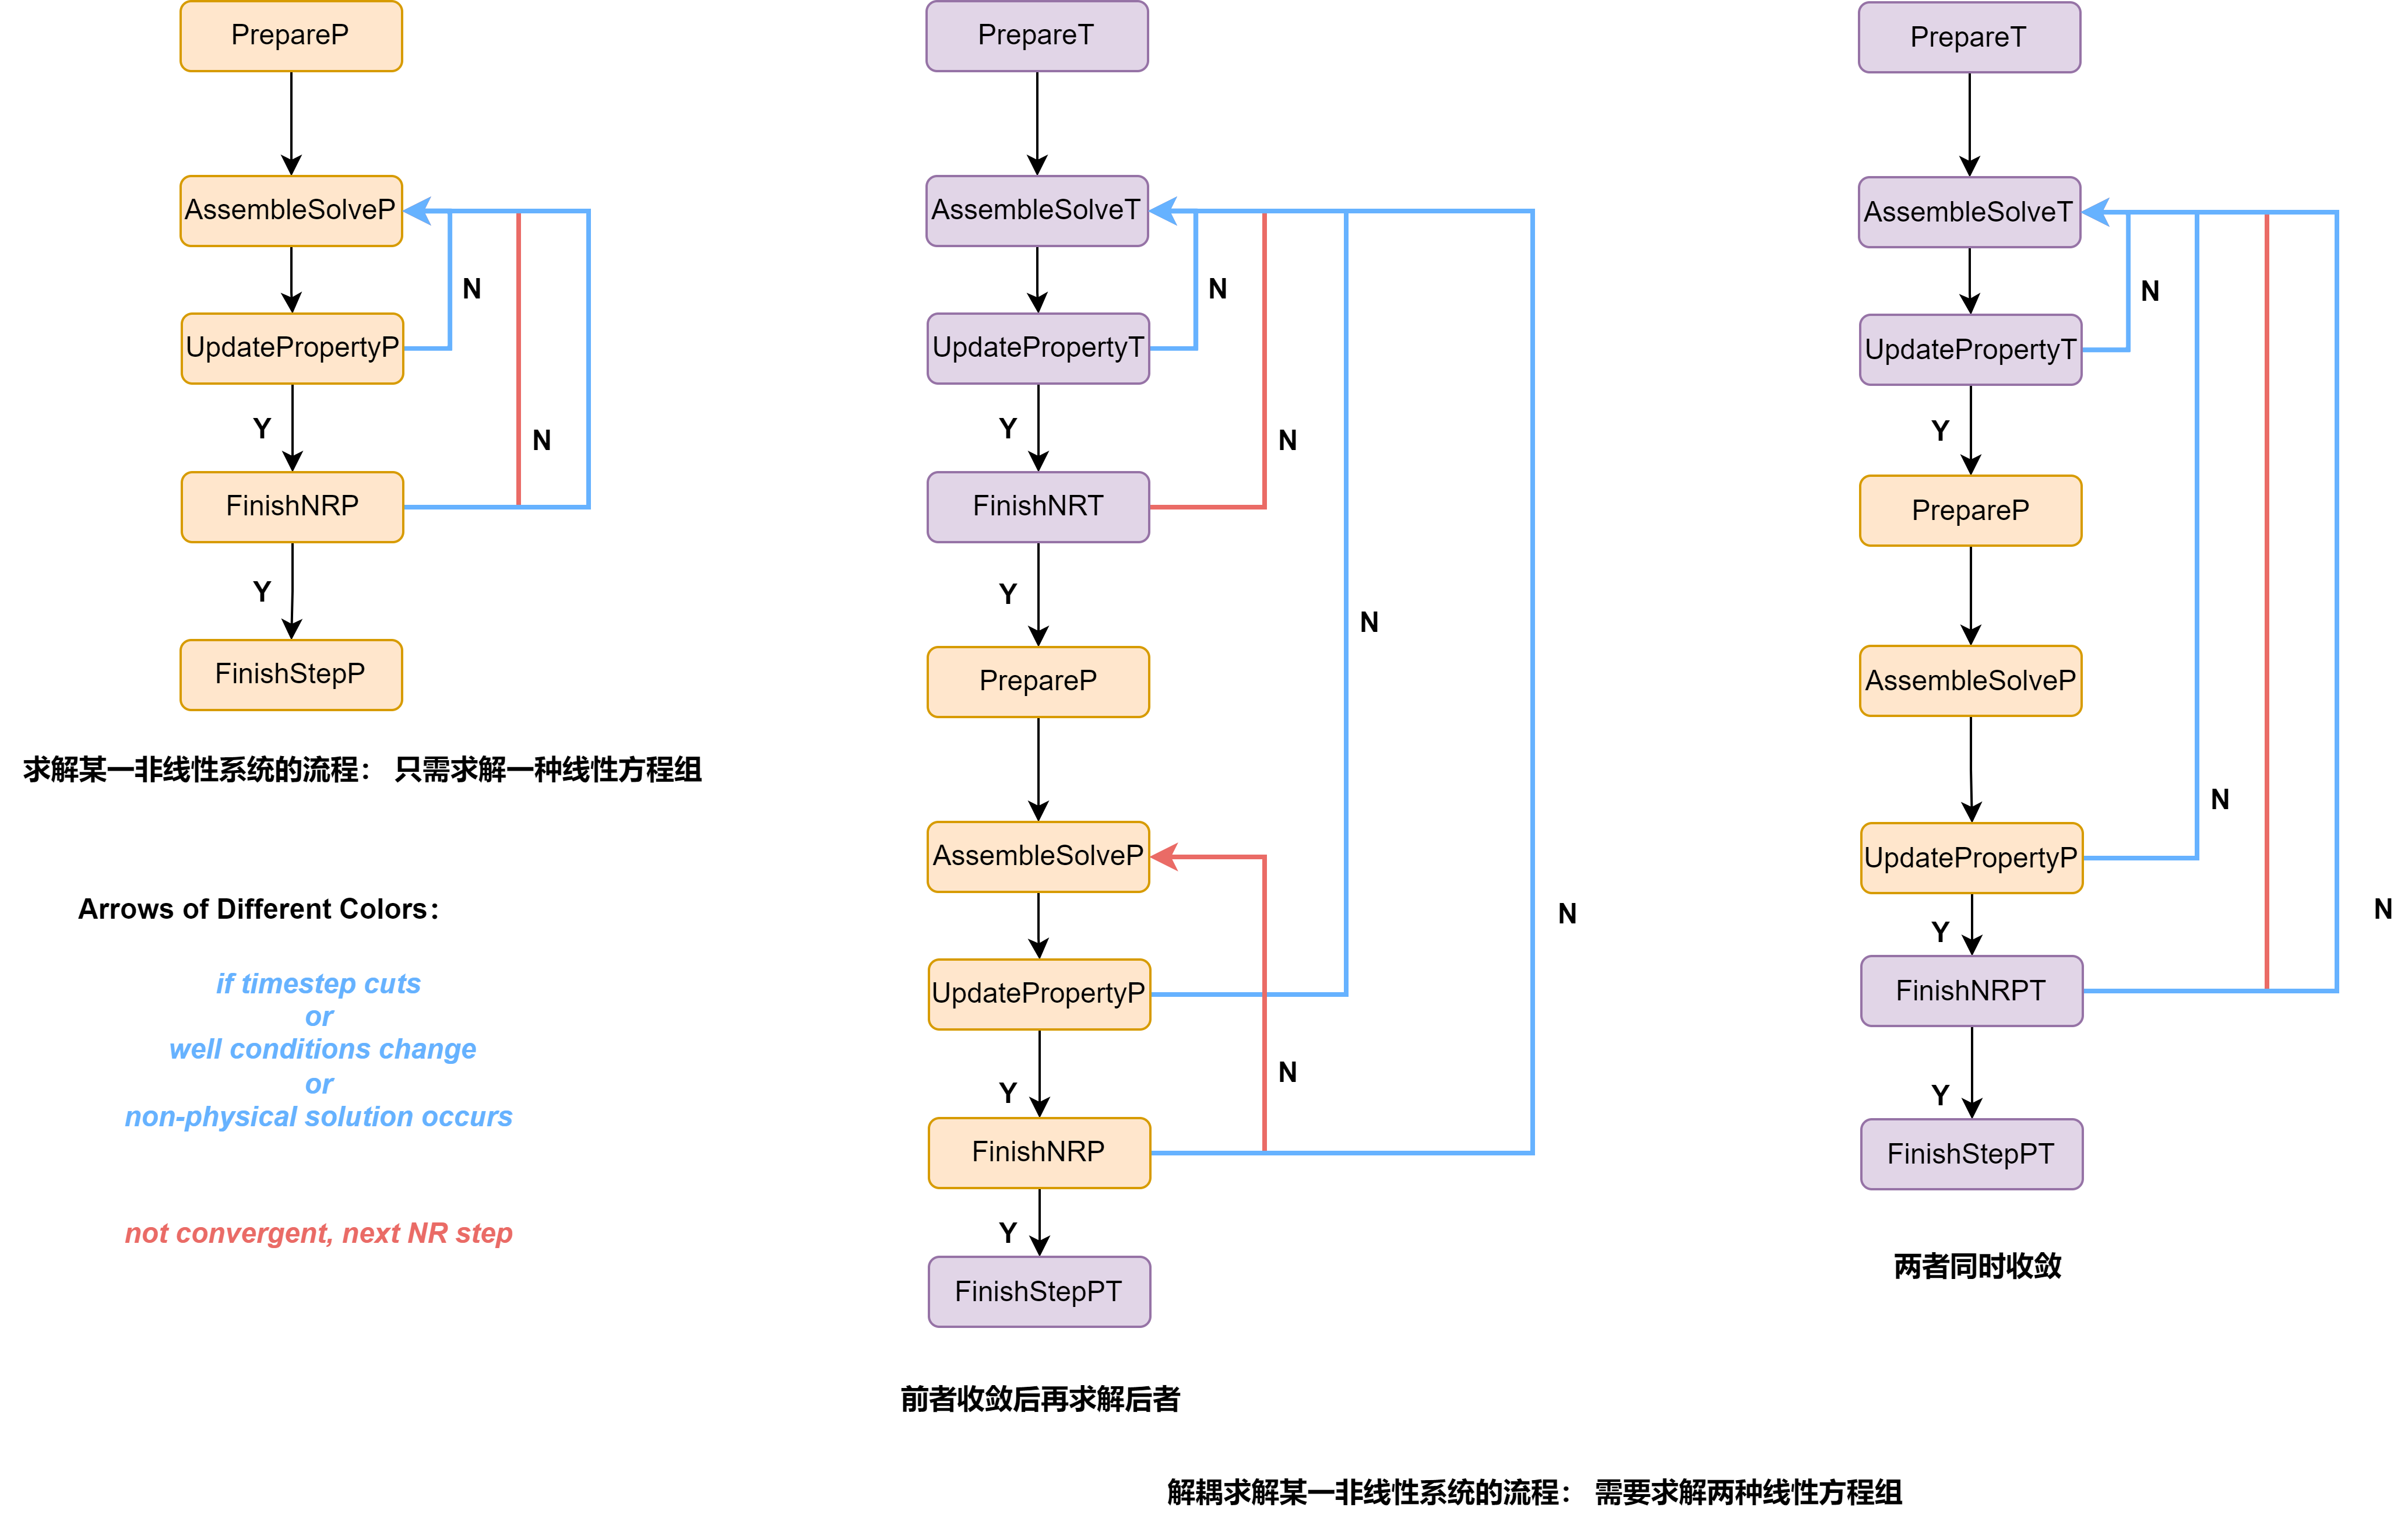 PrepareP
AssembleSolveP
N
UpdatePropertyP
Y
N
FinishNRP
Y
FinishStepP
求解某一非线性系统的流程： 只需求解一种线性方程组
Arrows of Different Colors：
if timestep cuts
or
well conditions change
or
non-physical solution occurs
not convergent, next NR step
PrepareT
AssembleSolveT
N
UpdatePropertyT
Y
N
FinishNRT
Y
N
PrepareP
AssembleSolveP
N
UpdatePropertyP
N
Y
FinishNRP
Y
FinishStepPT
前者收敛后再求解后者
PrepareT
AssembleSolveT
N
UpdatePropertyT
Y
PrepareP
AssembleSolveP
N
UpdatePropertyP
N
Y
FinishNRPT
Y
FinishStepPT
两者同时收敛
解耦求解某一非线性系统的流程： 需要求解两种线性方程组